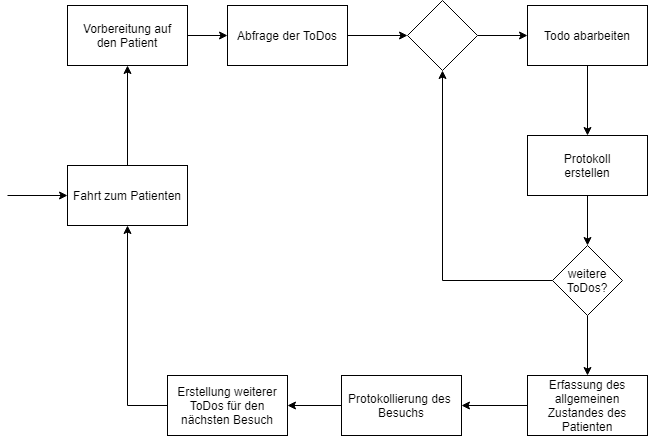 Vorbereitung auf
den Patient
Abfrage der ToDos
Todo abarbeiten
Protokoll
erstellen
Fahrt zum Patienten
weitere
ToDos?
Erstellung weiterer
ToDos für den
nächsten Besuch
Protokollierung des
Besuchs
Erfassung des
allgemeinen
Zustandes des
Patienten